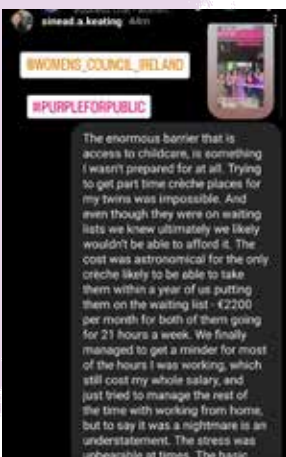 sinead.a.keating 44m
@WOMENS_COUNCIL_IRELAND
#PURPLEFORPUBLIC
The enormous barrier that is
access to childcare, is something
I wasn't prepared for at all. Trying
to get part time crèche places for
my twins was impossible. And
even though they were on waiting
lists we knew ultimately we likely
wouldn't be able to afford it. The
cost was astronomical for the only
crèche likely to be able to take
them within a year of us putting
them on the waiting list - €2200
per month for both of them going
for 21 hours a week. We finally
managed to get a minder for most
of the hours I was working, which
still cost my whole salary, and
just tried to manage the rest of
the time with working from home,
but to say it was a nightmare is an
understatement. The stress was
unbearable at times. The basic